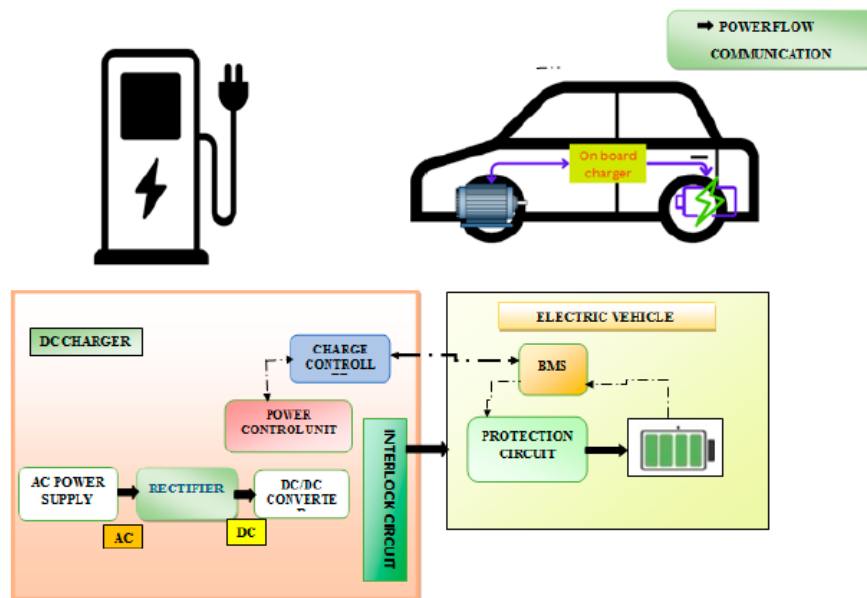 POWERFLOW
COMMUNICATION
On board
charger
DC CHARGER
CHARGE
CONTROLL
POWER
CONTROL UNIT
INTERLOCK CIRCUIT
AC POWER
SUPPLY
RECTIFIER
DC/DC
CONVERTE
AC
DC
ELECTRIC VEHICLE
BMS
PROTECTION
CIRCUIT